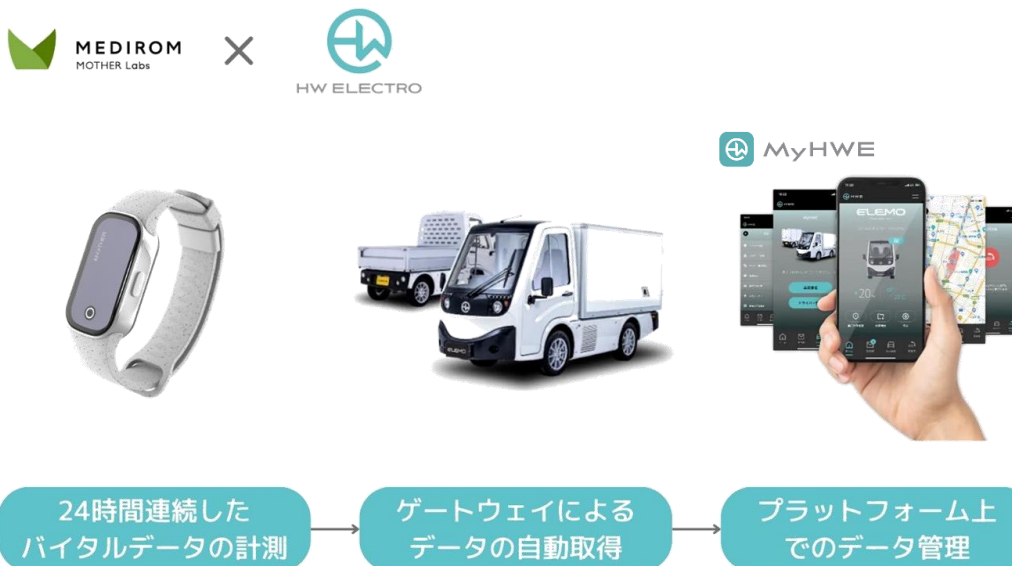 MEDIROM
MOTHER Labs
HW ELECTRO
MyHWE
MOTHER
ELEMO
ELEMO
24時間連続した
バイタルデータの計測
ゲートウェイによる
データの自動取得
プラットフォーム上
でのデータ管理